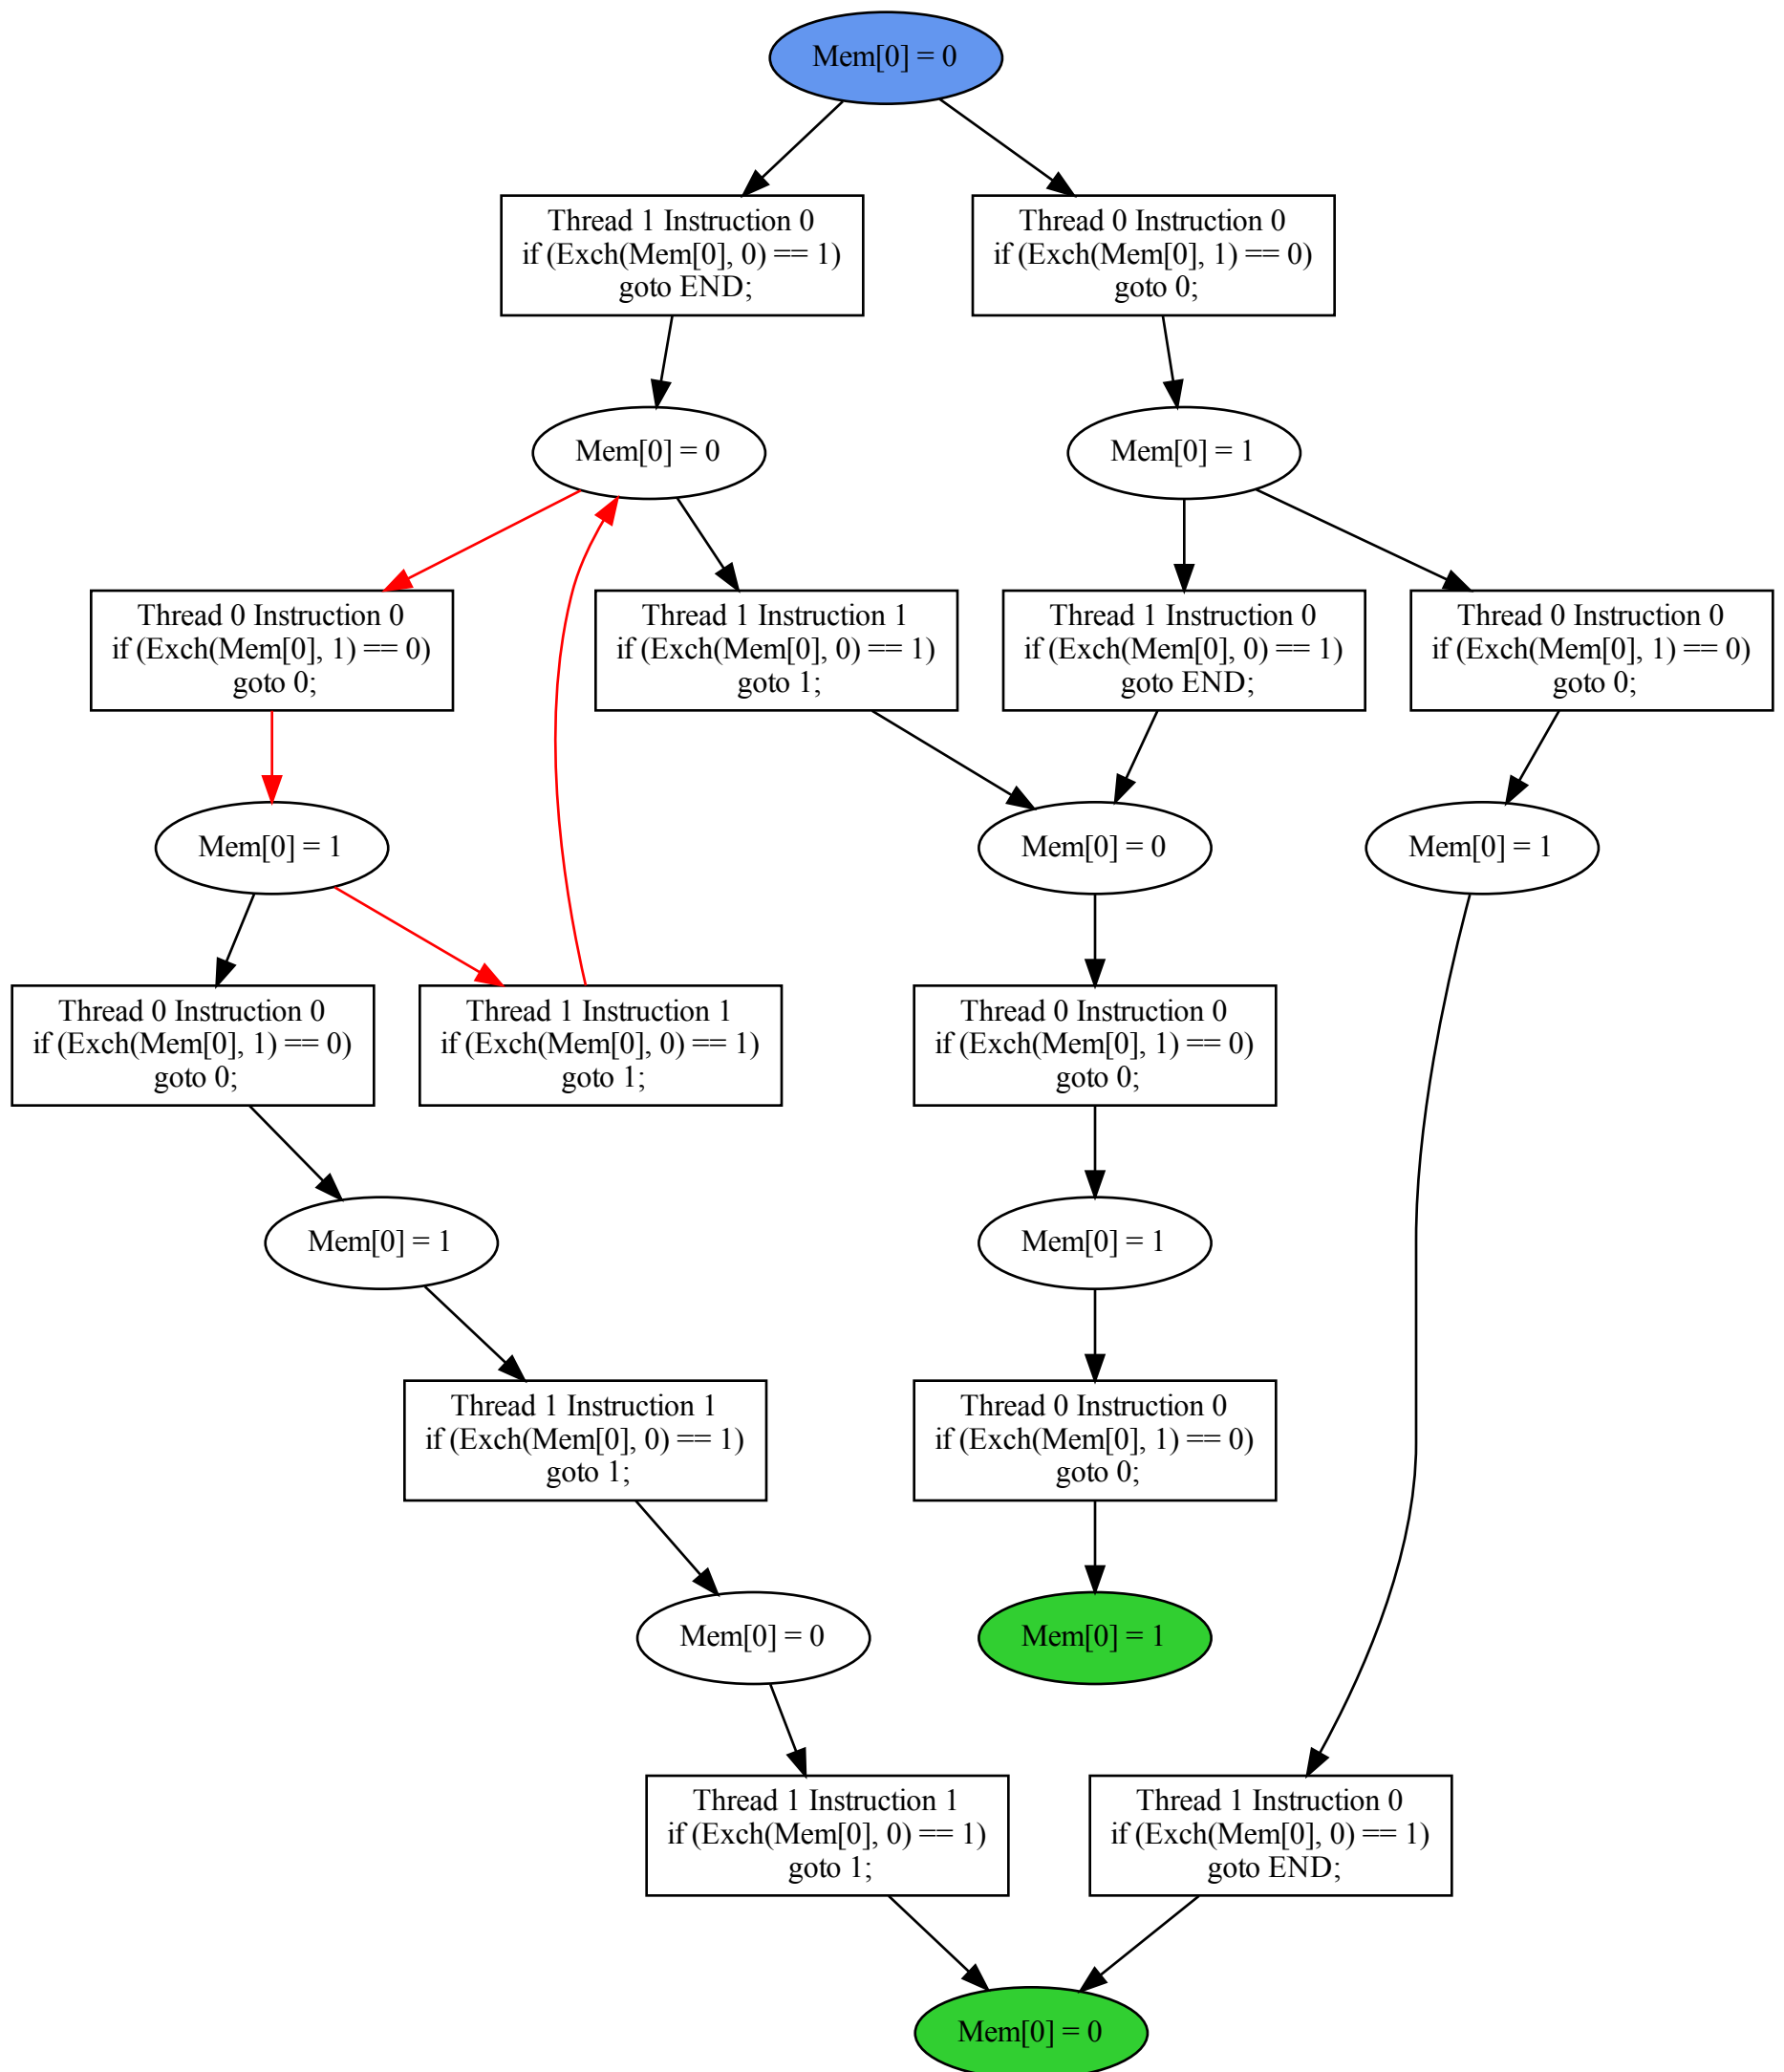 Mem[0] = 0
Thread 1 Instruction 0
if (Exch(Mem[0], 0) == 1)
goto END;
Thread 0 Instruction 0
if (Exch(Mem[0], 1) == 0)
goto 0;
Mem[0] = 0
Mem[0] = 1
Thread 0 Instruction 0
if (Exch(Mem[0], 1) == 0)
goto 0;
Thread 1 Instruction 1
if (Exch(Mem[0], 0) == 1)
goto 1;
Thread 1 Instruction 0
if (Exch(Mem[0], 0) == 1)
goto END;
Thread 0 Instruction 0
if (Exch(Mem[0], 1) == 0)
goto 0;
Mem[0] = 1
Mem[0] = 0
Mem[0] = 1
Thread 0 Instruction 0
if (Exch(Mem[0], 1) == 0)
goto 0;
Thread 1 Instruction 1
if (Exch(Mem[0], 0) == 1)
goto 1;
Thread 0 Instruction 0
if (Exch(Mem[0], 1) == 0)
goto 0;
Mem[0] = 1
Mem[0] = 1
Thread 1 Instruction 1
if (Exch(Mem[0], 0) == 1)
goto 1;
Thread 0 Instruction 0
if (Exch(Mem[0], 1) == 0)
goto 0;
Mem[0] = 0
Mem[0] = 1
Thread 1 Instruction 1
if (Exch(Mem[0], 0) == 1)
goto 1;
Thread 1 Instruction 0
if (Exch(Mem[0], 0) == 1)
goto END;
Mem[0] = 0